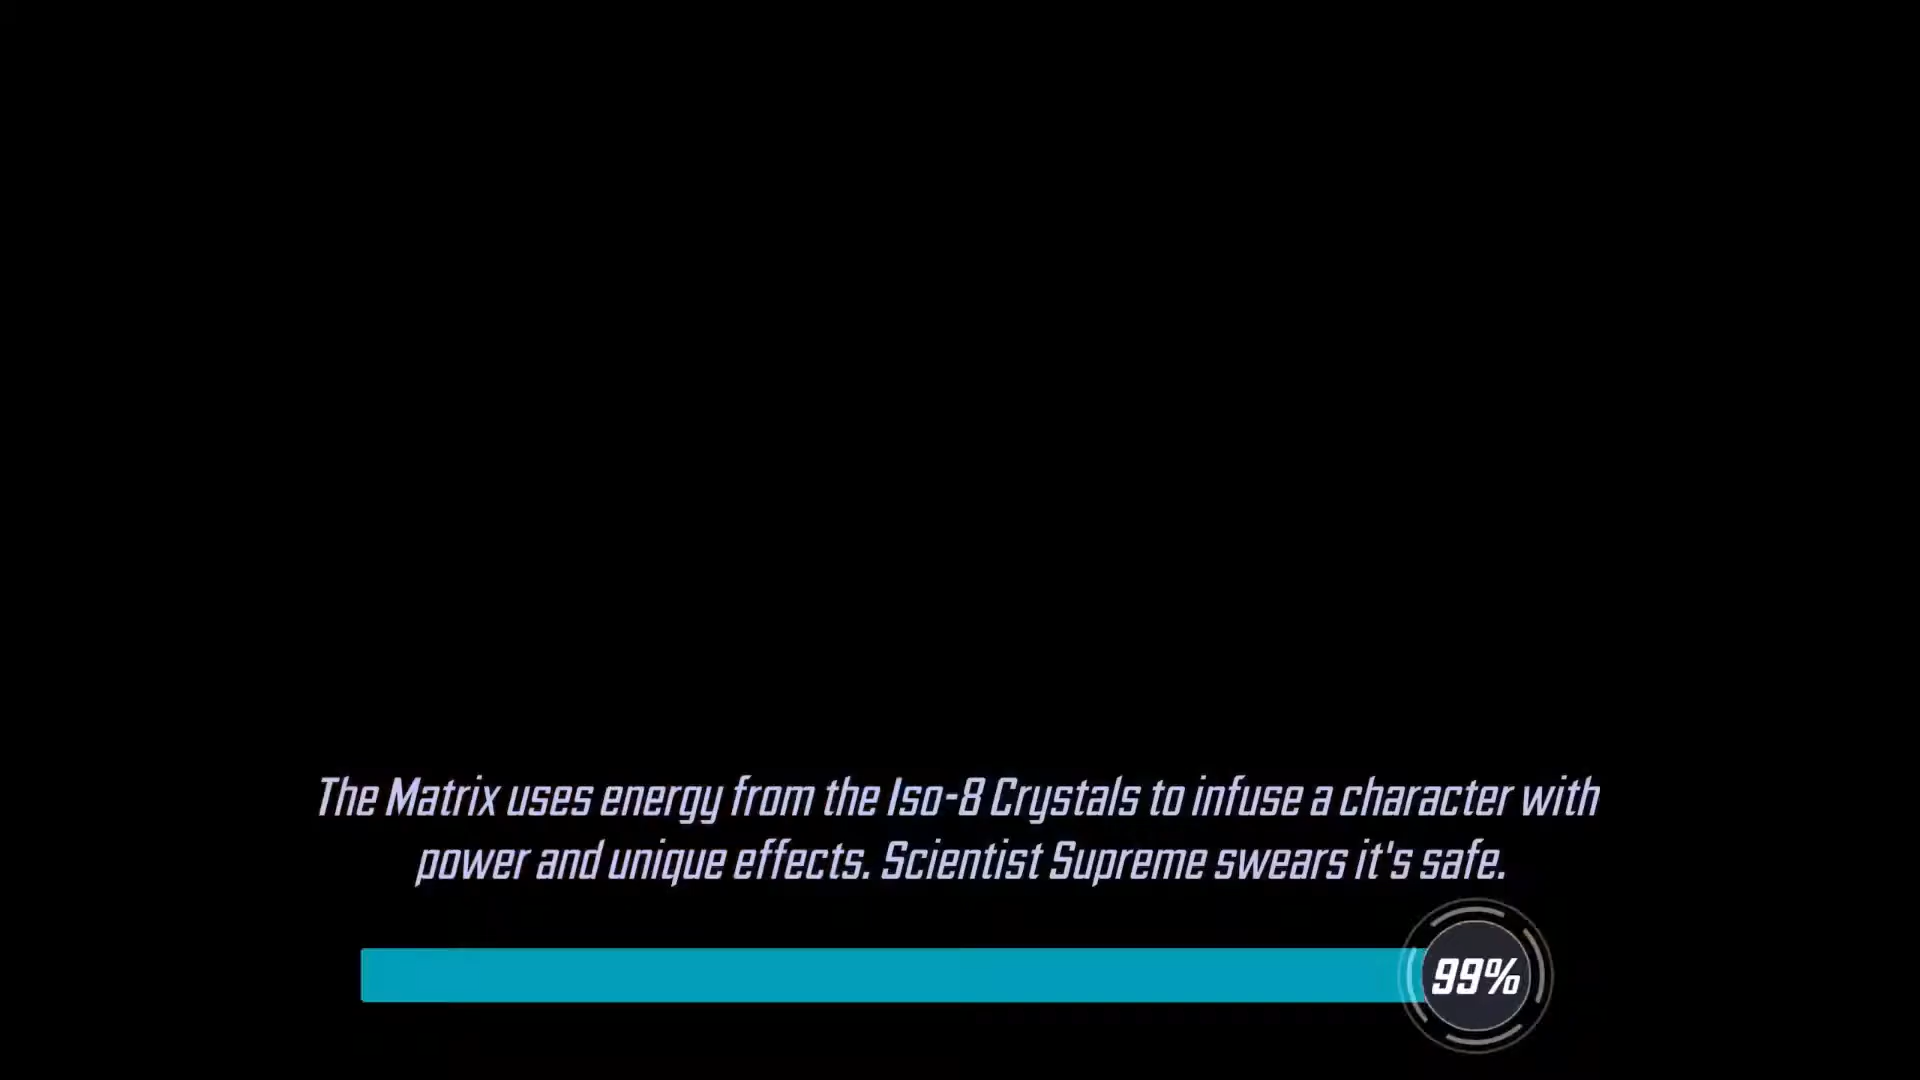 The Matrix uses energy from the Iso-8 Crystals to infuse a character with
power and unique effects. Scientist Supreme swears it's safe.
99%